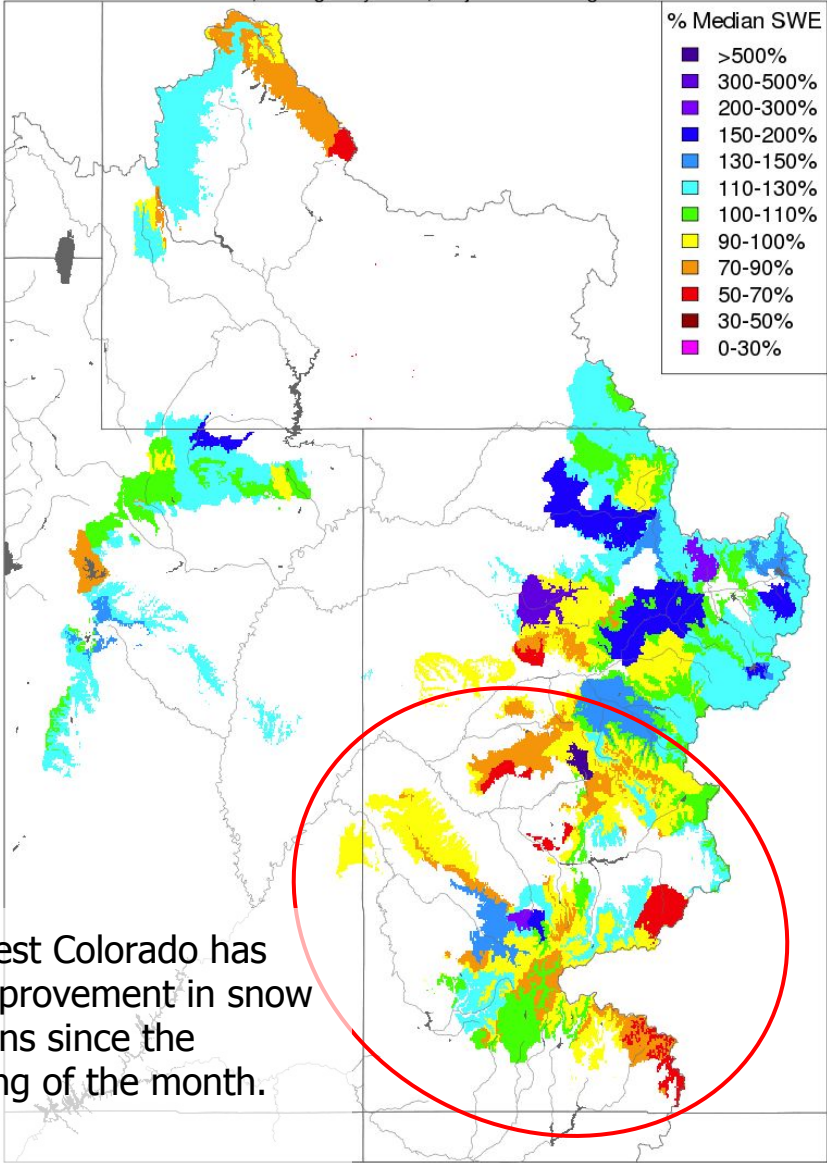 % Median SWE
>500%
300-500%
200-300%
150-200%
130-150%
110-130%
100-110%
90-100%
70-90%
50-70%
30-50%
0-30%
est Colorado has
provement in snow
ns since the
ng of the month.